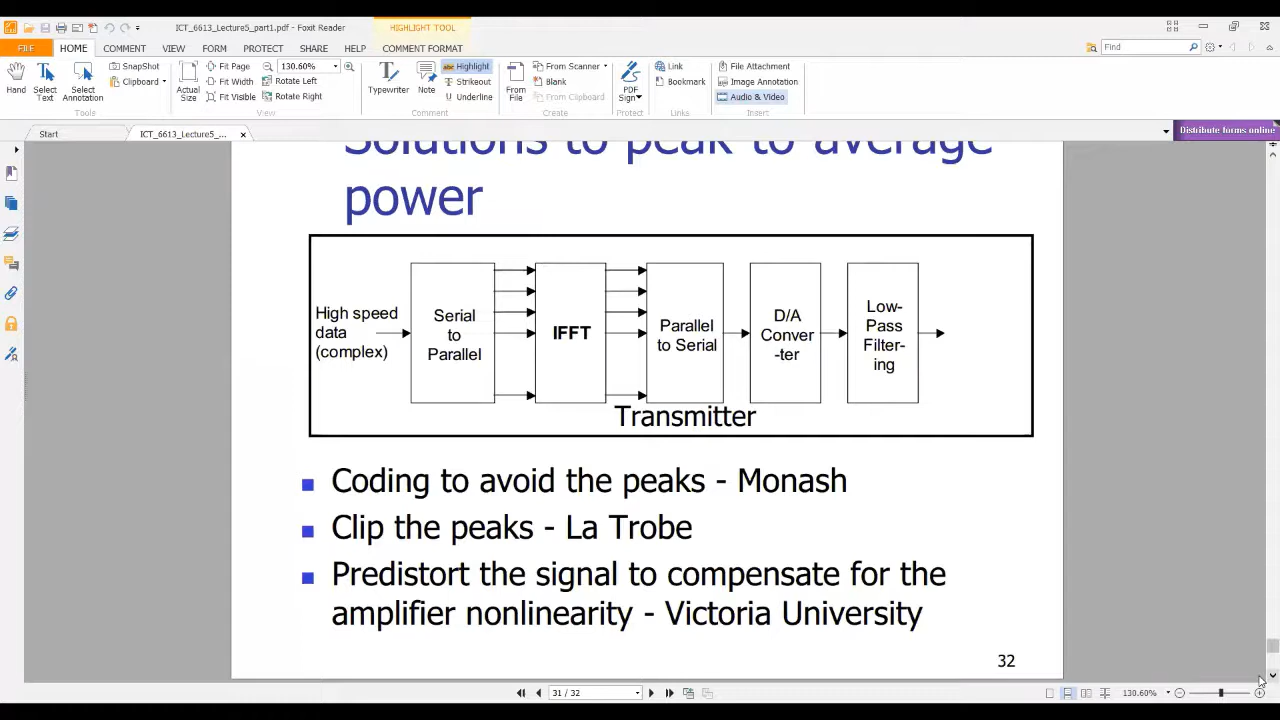 ICT_6613_Lecture5_part1.pdf - Foxit Reader
HIGHLIGHT TOOL
FILE HOME COMMENT VIEW FORM PROTECT SHARE HELP COMMENT FORMAT
Find
Hand
Select Text
Select Annotation
SnapShot
Clipboard
Tools
Actual Size
Fit Page
Fit Width
Fit Visible
130.60%
Rotate Left
Rotate Right
View
Typewriter
Note
Highlight
Strikeout
Underline
Comment
From File
From Scanner
Blank
From Clipboard
Create
PDF Sign
Protect
Link
Bookmark
Links
File Attachment
Image Annotation
Audio & Video
Insert
Start
ICT_6613_Lecture5_...
Distribute forms online
Solutions to peak to average
power
High speed
data
(complex)
Serial
to
Parallel
IFFT
Parallel
to Serial
D/A
Conver
-ter
Low-
Pass
Filter-
ing
Transmitter
Coding to avoid the peaks - Monash
Clip the peaks - La Trobe
Predistort the signal to compensate for the
amplifier nonlinearity - Victoria University
32
31 / 32
130.60%